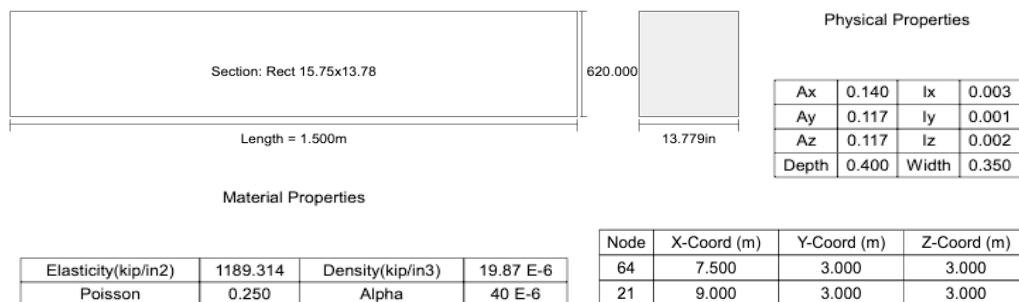 Physical Properties
Section: Rect 15.75x13.78
620.000
Length = 1.500m
13.779in
Ax 0.140 Ix 0.003
Ay 0.117 Iy 0.001
Az 0.117 Iz 0.002
Depth 0.400 Width 0.350
Material Properties
Elasticity(kip/in2) 1189.314 Density(kip/in3) 19.87 E-6
Poisson 0.250 Alpha 40 E-6
Node X-Coord (m) Y-Coord (m) Z-Coord (m)
64 7.500 3.000 3.000
21 9.000 3.000 3.000